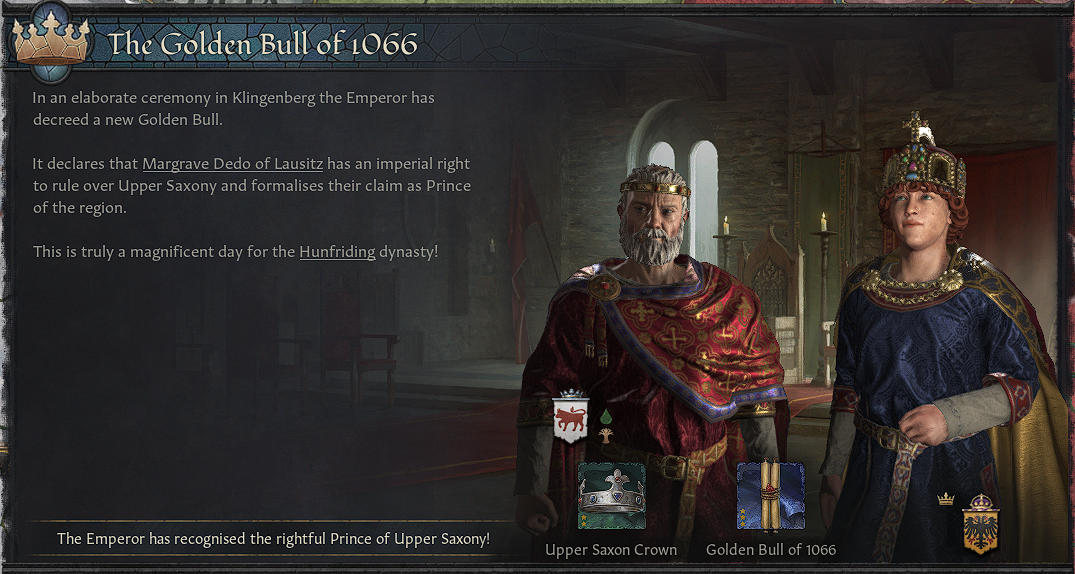 The Golden Bull of 1066
In an elaborate ceremony in Klingenberg the Emperor has
decreed a new Golden Bull.
It declares that Margrave Dedo of Lausitz has an imperial right
to rule over Upper Saxony and formalises their claim as Prince
of the region.
This is truly a magnificent day for the Hunfriding dynasty!
The Emperor has recognised the rightful Prince of Upper Saxony!
Upper Saxon Crown
Golden Bull of 1066